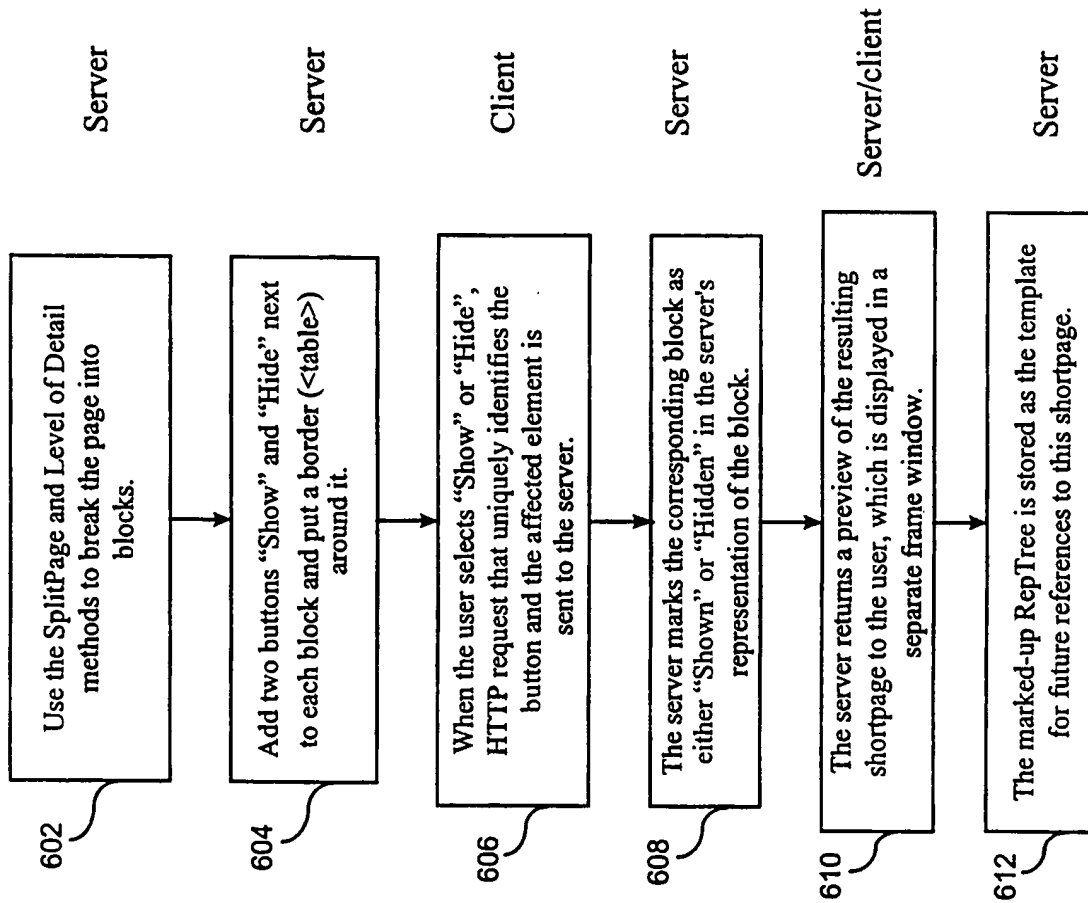 602
Use the SplitPage and Level of Detail
methods to break the page into
blocks.
Server
604
Add two buttons “Show” and “Hide” next
to each block and put a border (<table>)
around it.
Server
606
When the user selects “Show” or “Hide”,
HTTP request that uniquely identifies the
button and the affected element is
sent to the server.
Client
608
The server marks the corresponding block as
either “Shown” or “Hidden” in the server's
representation of the block.
Server
610
The server returns a preview of the resulting
shortpage to the user, which is displayed in a
separate frame window.
Server/client
612
The marked-up RepTree is stored as the template
for future references to this shortpage.
Server